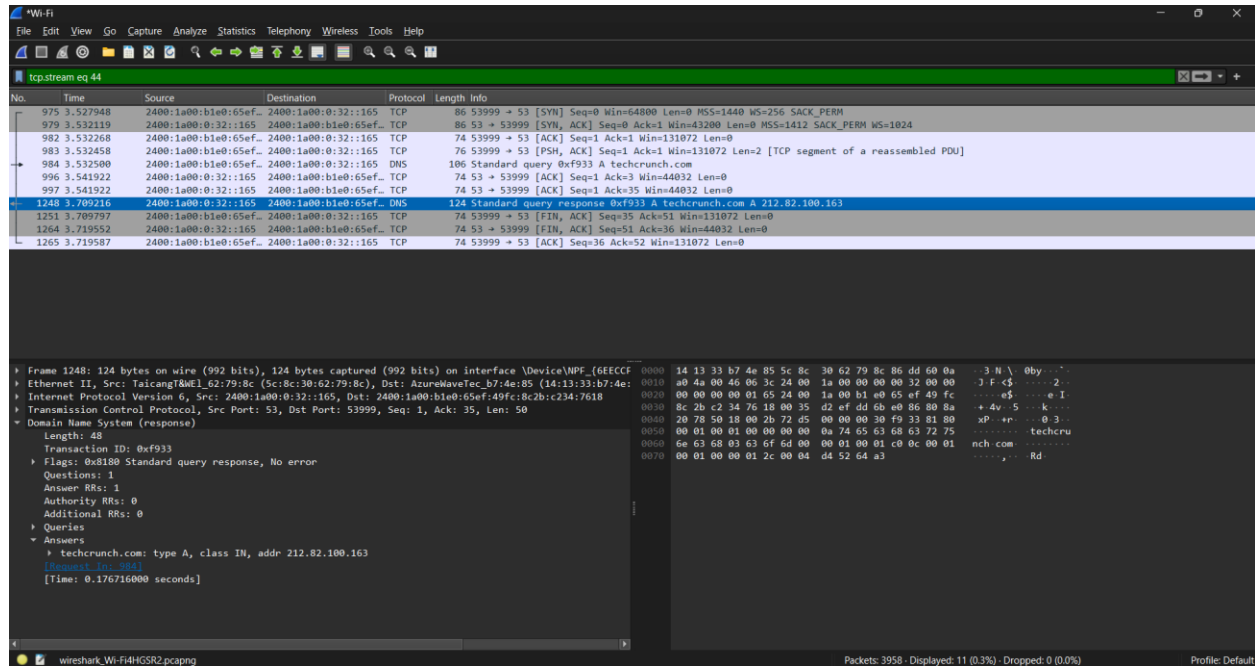 *Wi-Fi
File Edit View Go Capture Analyze Statistics Telephony Wireless Tools Help
tcp.stream eq 44
No. Time Source Destination Protocol Length Info
975 3.527948 2400:1a00:b1e0:65ef… 2400:1a00:0:32::165 TCP 86 53999 → 53 [SYN] Seq=0 Win=64800 Len=0 MSS=1440 WS=256 SACK_PERM
979 3.532119 2400:1a00:0:32::165 2400:1a00:b1e0:65ef… TCP 86 53 → 53999 [SYN, ACK] Seq=0 Ack=1 Win=43200 Len=0 MSS=1412 SACK_PERM WS=1024
982 3.532268 2400:1a00:b1e0:65ef… 2400:1a00:0:32::165 TCP 74 53999 → 53 [ACK] Seq=1 Ack=1 Win=131072 Len=0
983 3.532458 2400:1a00:b1e0:65ef… 2400:1a00:0:32::165 TCP 76 53999 → 53 [PSH, ACK] Seq=1 Ack=1 Win=131072 Len=2 [TCP segment of a reassembled PDU]
984 3.532500 2400:1a00:b1e0:65ef… 2400:1a00:0:32::165 DNS 106 Standard query 0xf933 A techcrunch.com
996 3.541922 2400:1a00:0:32::165 2400:1a00:b1e0:65ef… TCP 74 53 → 53999 [ACK] Seq=1 Ack=3 Win=44032 Len=0
997 3.541922 2400:1a00:0:32::165 2400:1a00:b1e0:65ef… TCP 74 53 → 53999 [ACK] Seq=1 Ack=35 Win=44032 Len=0
1248 3.709216 2400:1a00:0:32::165 2400:1a00:b1e0:65ef… DNS 124 Standard query response 0xf933 A techcrunch.com A 212.82.100.163
1251 3.709797 2400:1a00:b1e0:65ef… 2400:1a00:0:32::165 TCP 74 53999 → 53 [FIN, ACK] Seq=35 Ack=51 Win=131072 Len=0
1264 3.719552 2400:1a00:0:32::165 2400:1a00:b1e0:65ef… TCP 74 53 → 53999 [FIN, ACK] Seq=51 Ack=36 Win=44032 Len=0
1265 3.719587 2400:1a00:b1e0:65ef… 2400:1a00:0:32::165 TCP 74 53999 → 53 [ACK] Seq=36 Ack=52 Win=131072 Len=0
Frame 1248: 124 bytes on wire (992 bits), 124 bytes captured (992 bits) on interface \Device\NPF_{6EECCF
Ethernet II, Src: TaicangT&WEl_62:79:8c (5c:8c:30:62:79:8c), Dst: AzureWaveTec_b7:4e:85 (14:13:33:b7:4e:
Internet Protocol Version 6, Src: 2400:1a00:0:32::165, Dst: 2400:1a00:b1e0:65ef:49fc:8c2b:c234:7618
Transmission Control Protocol, Src Port: 53, Dst Port: 53999, Seq: 1, Ack: 35, Len: 50
Domain Name System (response)
Length: 48
Transaction ID: 0xf933
Flags: 0x8180 Standard query response, No error
Questions: 1
Answer RRs: 1
Authority RRs: 0
Additional RRs: 0
Queries
Answers
techcrunch.com: type A, class IN, addr 212.82.100.163
[Request In: 984]
[Time: 0.176716000 seconds]
0000 14 13 33 b7 4e 85 5c 8c 30 62 79 8c 86 dd 60 0a ··3·N·\· 0by···`·
0010 a0 4a 00 46 06 3c 24 00 1a 00 00 00 00 32 00 00 ·J·F·<$· ·····2··
0020 00 00 00 00 01 65 24 00 1a 00 b1 e0 65 ef 49 fc ·····e$· ····e·I·
0030 8c 2b c2 34 76 18 00 35 d2 ef dd 6b e0 86 80 8a ·+·4v··5 ···k····
0040 20 78 50 18 00 2b 72 d5 00 00 00 30 f9 33 81 80 xP··+r· ···0·3··
0050 00 01 00 01 00 00 00 00 0a 74 65 63 68 63 72 75 ········ ·techcru
0060 6e 63 68 03 63 6f 6d 00 00 01 00 01 c0 0c 00 01 nch·com· ········
0070 00 01 00 00 01 2c 00 04 d4 52 64 a3 ·····,·· ·Rd·
wireshark_Wi-Fi4HGSR2.pcapng
Packets: 3958 · Displayed: 11 (0.3%) · Dropped: 0 (0.0%)
Profile: Default